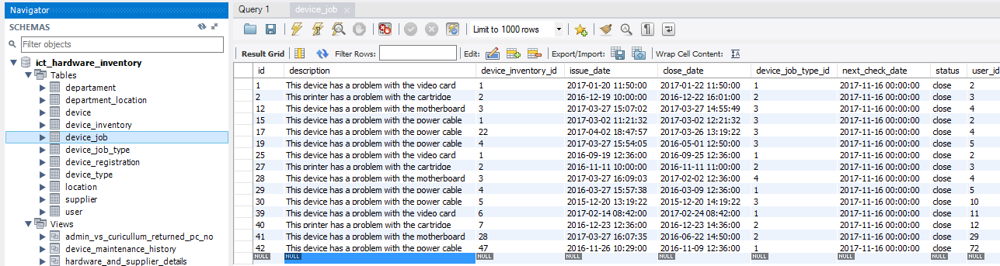 Navigator
SCHEMAS
Filter objects
ict_hardware_inventory
Tables
departament
department_location
device
device_inventory
device_job
device_job_type
device_registration
device_type
location
supplier
user
Views
admin_vs_curicullum_returned_pc_no
device_maintenance_history
hardware_and_supplier_details
Query 1 device_job
Limit to 1000 rows
Result Grid Filter Rows: Edit: Export/Import: Wrap Cell Content:
id description device_inventory_id issue_date close_date device_job_type_id next_check_date status user_id
1 This device has a problem with the video card 1 2017-01-20 11:50:00 2017-01-22 11:50:00 1 2017-11-16 00:00:00 close 2
2 This printer has a problem with the cartridge 2 2016-12-19 10:00:00 2016-12-22 16:01:00 2 2017-11-16 00:00:00 close 3
12 This device has a problem with the motherboard 3 2017-03-02 15:07:02 2017-03-27 14:55:49 3 2017-11-16 00:00:00 close 4
15 This device has a problem with the power cable 1 2017-03-02 11:21:32 2017-03-02 12:21:32 3 2017-11-16 00:00:00 close 2
17 This device has a problem with the power cable 22 2017-04-02 18:47:57 2017-03-26 13:19:22 3 2017-11-16 00:00:00 close 4
19 This device has a problem with the power cable 4 2017-03-27 15:54:05 2016-05-01 12:50:00 3 2017-11-16 00:00:00 close 5
25 This device has a problem with the video card 1 2016-09-19 12:36:00 2016-09-25 12:36:00 1 2017-11-16 00:00:00 close 2
27 This printer has a problem with the cartridge 2 2016-11-11 10:00:00 2016-11-11 11:00:00 2 2017-11-16 00:00:00 close 3
28 This device has a problem with the motherboard 3 2017-03-27 16:09:03 2017-02-02 12:36:00 4 2017-11-16 00:00:00 close 4
29 This device has a problem with the power cable 4 2016-03-27 15:57:38 2016-03-09 12:36:00 1 2017-11-16 00:00:00 close 5
30 This device has a problem with the power cable 5 2015-12-20 13:19:22 2015-12-20 14:19:22 3 2017-11-16 00:00:00 close 10
39 This device has a problem with the video card 6 2017-02-14 08:42:00 2017-02-24 08:42:00 1 2017-11-16 00:00:00 close 11
40 This printer has a problem with the cartridge 7 2016-12-23 12:36:00 2016-12-23 14:36:00 2 2017-11-16 00:00:00 close 12
41 This device has a problem with the motherboard 28 2017-03-27 16:07:35 2016-06-22 14:50:00 2 2017-11-16 00:00:00 close 29
42 This device has a problem with the power cable 47 2016-11-26 10:29:00 2016-11-09 12:36:00 1 2017-11-16 00:00:00 close 72
NULL NULL NULL NULL NULL NULL NULL NULL NULL